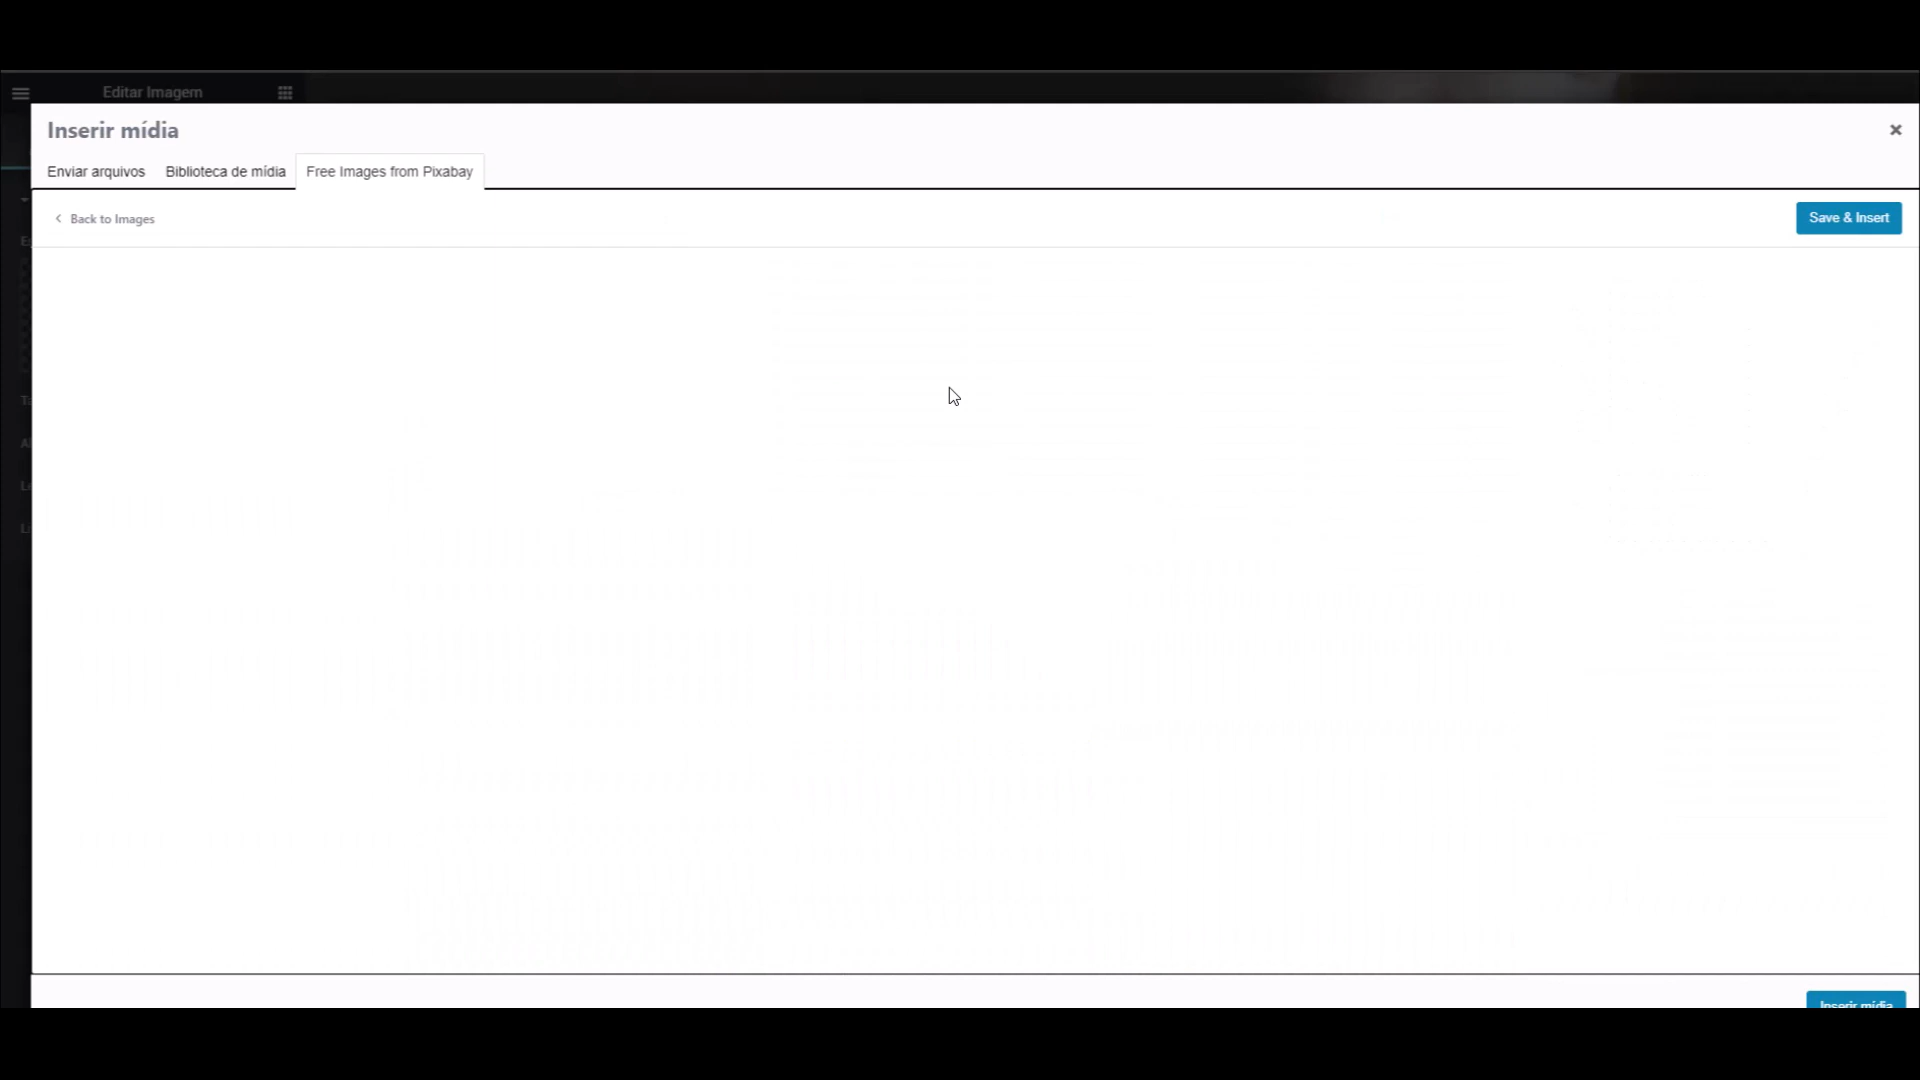 Editar Imagem
Inserir mídia
Enviar arquivos
Biblioteca de mídia
Free Images from Pixabay
Back to Images
Save & Insert
Inserir mídia